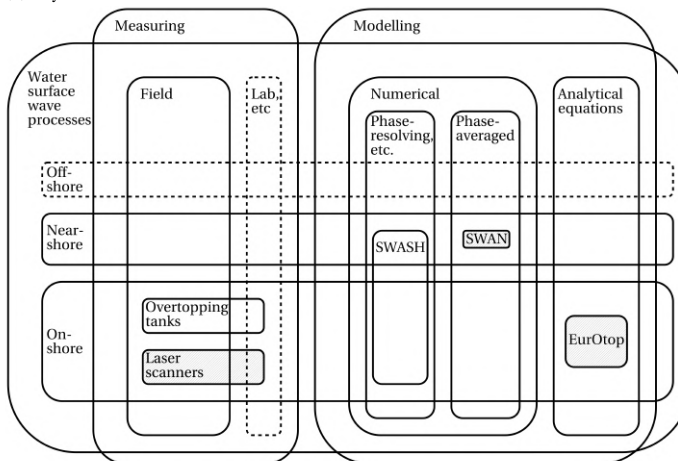 Measuring
Modelling
Water
surface
wave
processes
Field
Lab,
etc
Numerical
Analytical
equations
Phase-
resolving,
etc.
Phase-
averaged
Off-
shore
Near-
shore
SWASH
SWAN
On-
shore
Overtopping
tanks
Laser
scanners
EurOtop